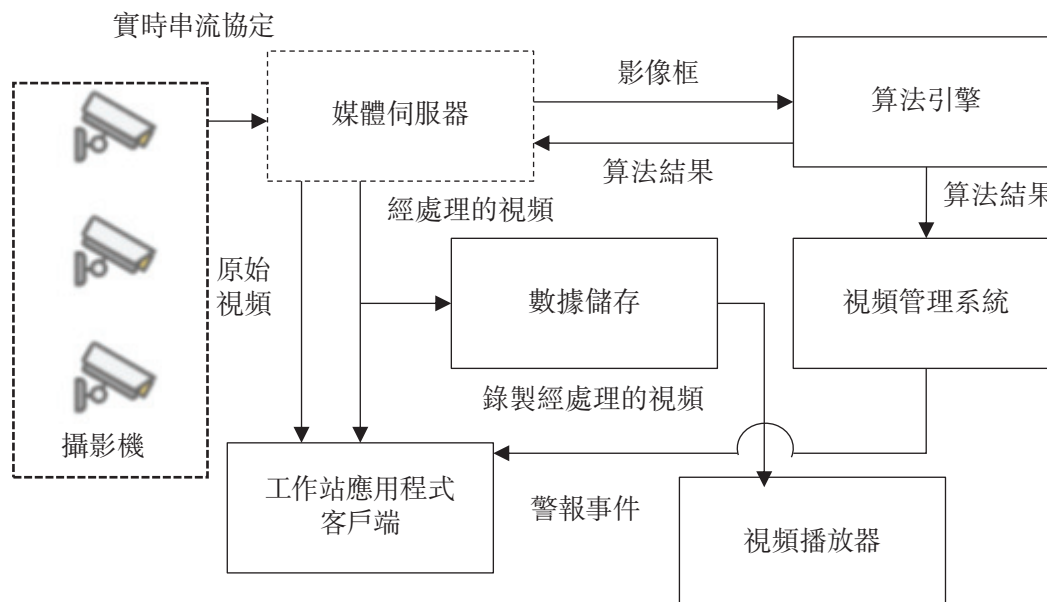 實時串流協定
媒體伺服器
影像框
算法引擎
算法結果
算法結果
經處理的視頻
原始
視頻
數據儲存
視頻管理系統
錄製經處理的視頻
攝影機
工作站應用程式
客戶端
警報事件
視頻播放器